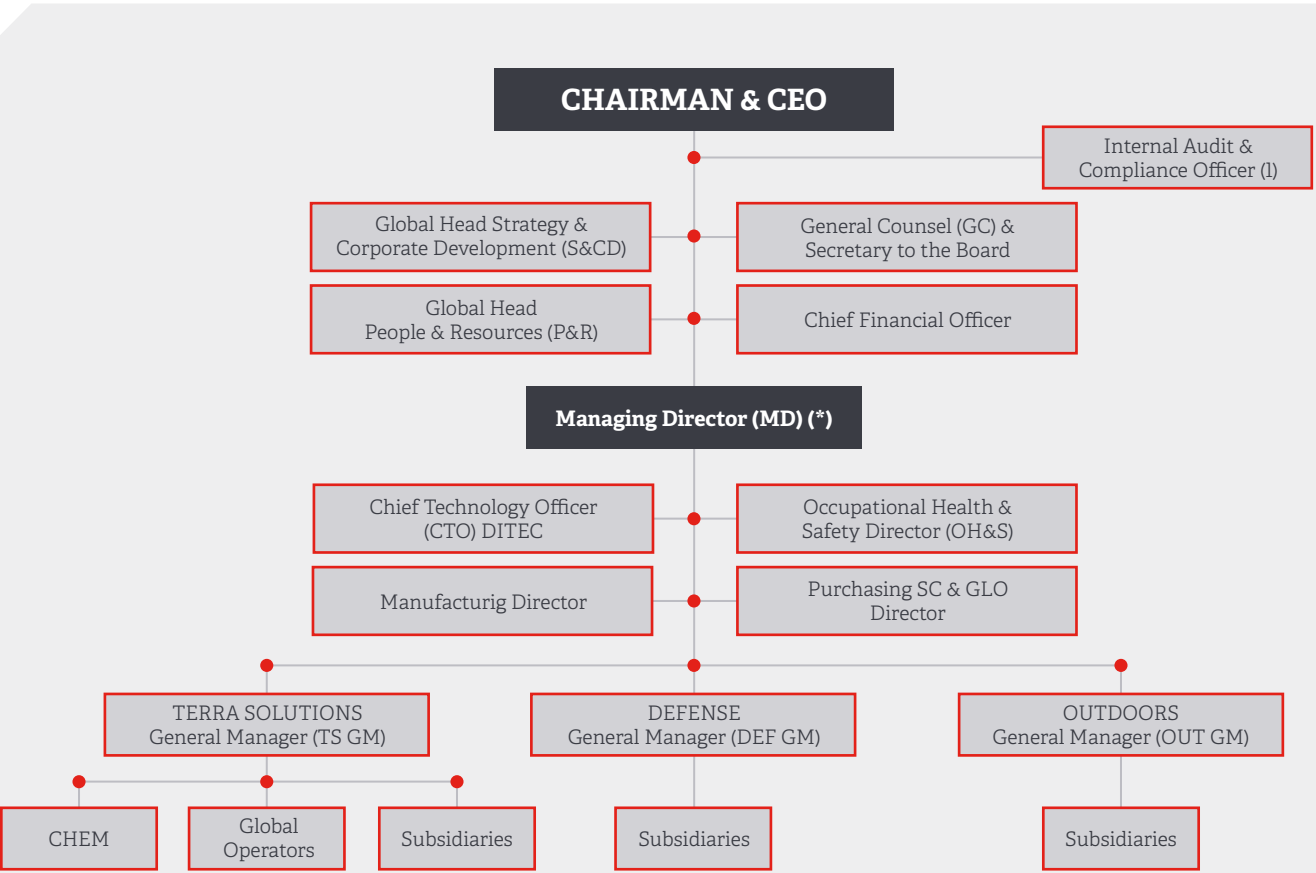 CHAIRMAN & CEO
Internal Audit &
Compliance Officer (1)
Global Head Strategy &
Corporate Development (S&CD)
General Counsel (GC) &
Secretary to the Board
Global Head
People & Resources (P&R)
Chief Financial Officer
Managing Director (MD) (*)
Chief Technology Officer
(CTO) DITEC
Occupational Health &
Safety Director (OH&S)
Manufacturig Director
Purchasing SC & GLO
Director
TERRA SOLUTIONS
General Manager (TS GM)
DEFENSE
General Manager (DEF GM)
OUTDOORS
General Manager (OUT GM)
CHEM
Global
Operators
Subsidiaries
Subsidiaries
Subsidiaries